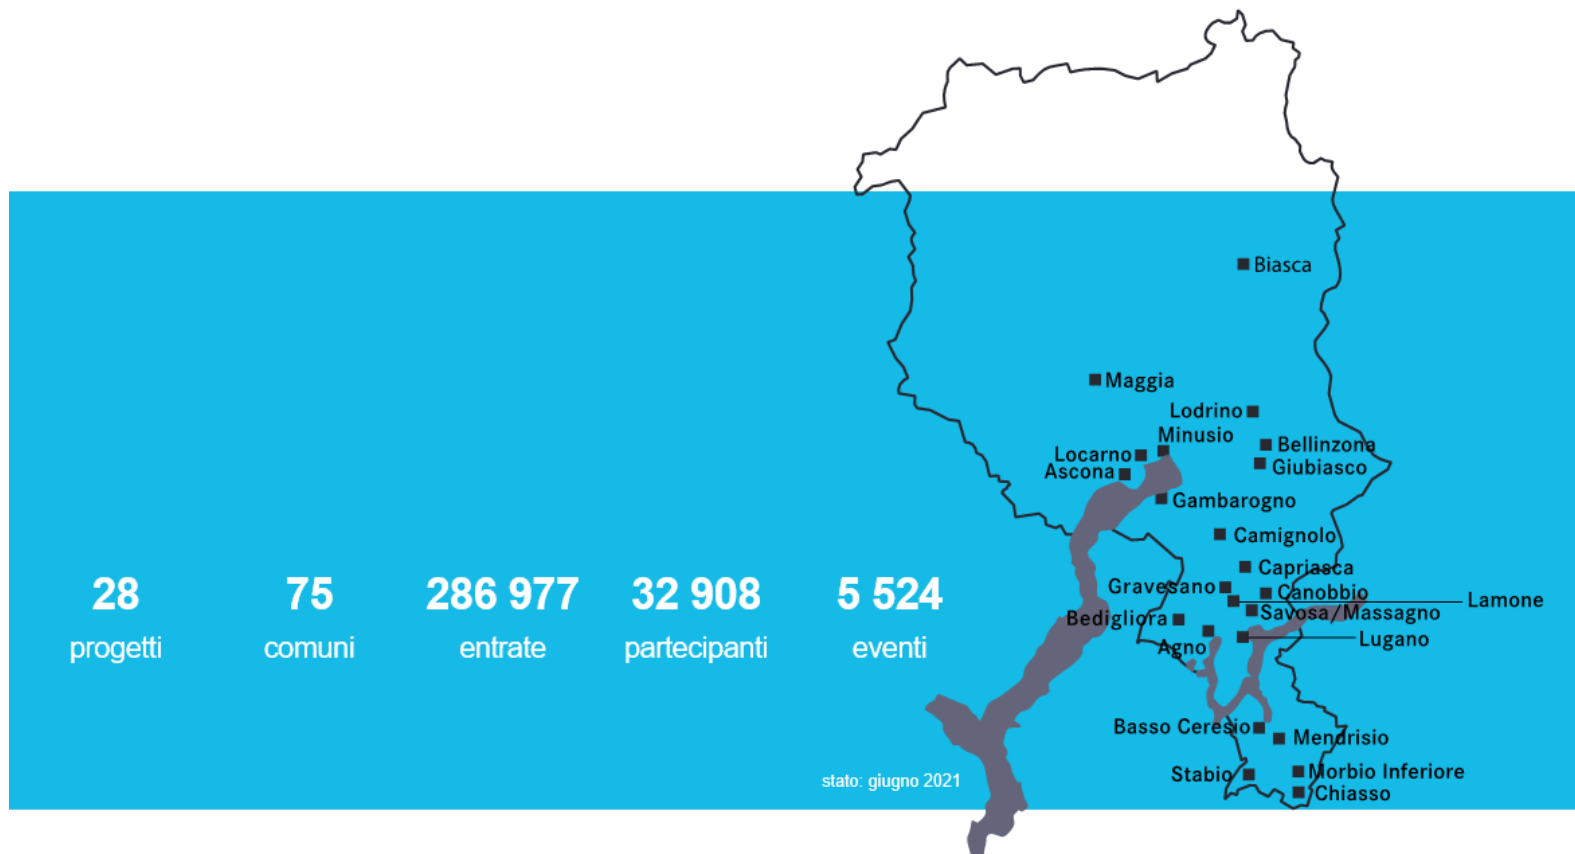 Biasca
Maggia
Lodrino
Minusio
Bellinzona
Locarno
Giubiasco
Ascona
Gambarogno
Camignolo
Capriasca
Gravesano
Canobbio
Lamone
Savosa/Massagno
Bedigliora
Lugano
Agno
28 75 286 977 32 908 5 524
progetti comuni entrate partecipanti eventi
Basso Ceresio
Mendrisio
Stabio
Morbio Inferiore
Chiasso
stato: giugno 2021